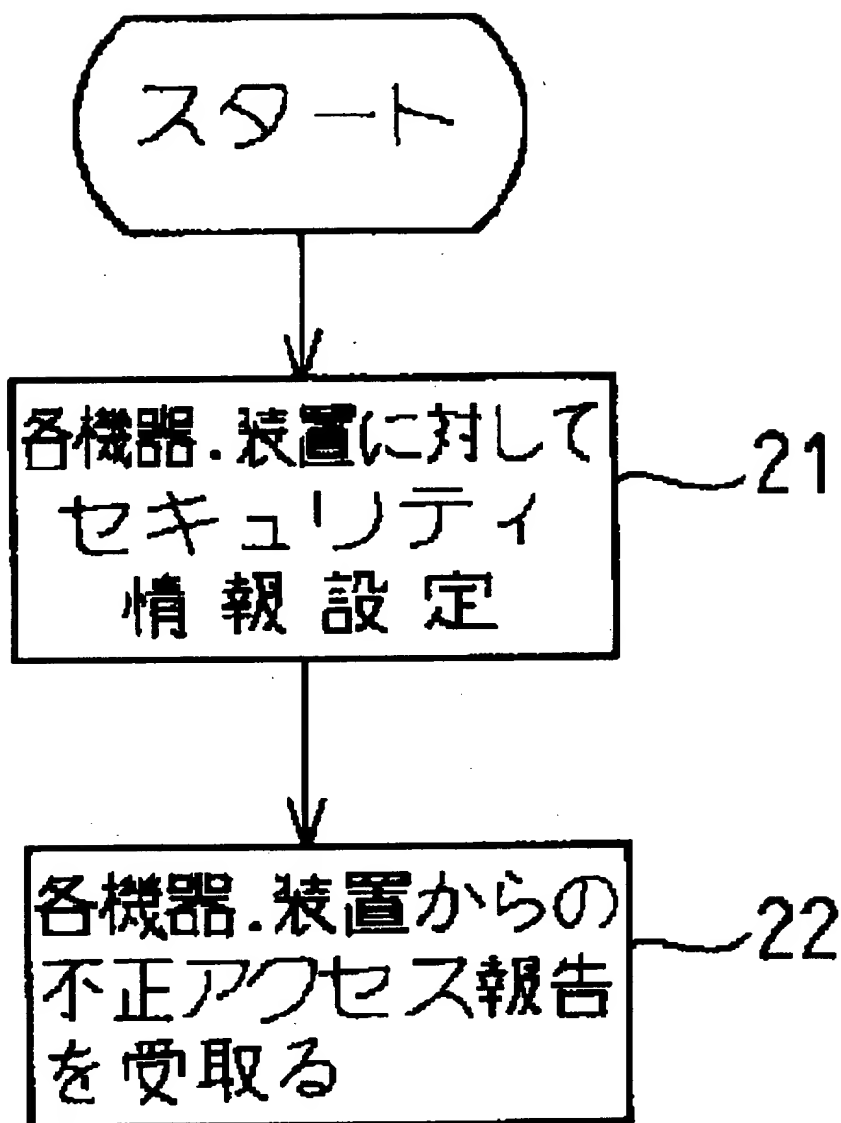 スタート
各機器.装置に対して
セキュリティ
情報設定
21
各機器.装置からの
不正アクセス報告
を受取る
22